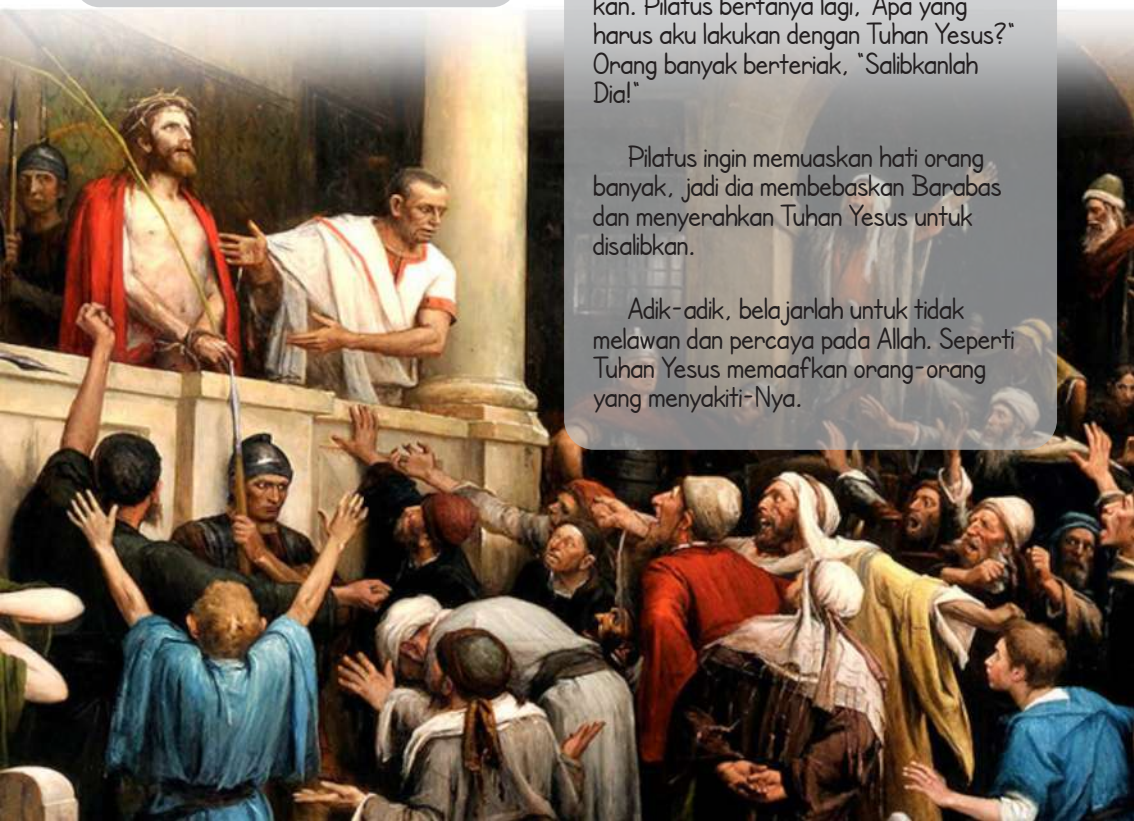 kan. Pilatus bertanya lagi, "Apa yang
harus aku lakukan dengan Tuhan Yesus?"
Orang banyak berteriak, "Salibkanlah
Dia!"
Pilatus ingin memuaskan hati orang
banyak, jadi dia membebaskan Barabas
dan menyerahkan Tuhan Yesus untuk
disalibkan.
Adik-adik, belajarlah untuk tidak
melawan dan percaya pada Allah. Seperti
Tuhan Yesus memaafkan orang-orang
yang menyakiti-Nya.